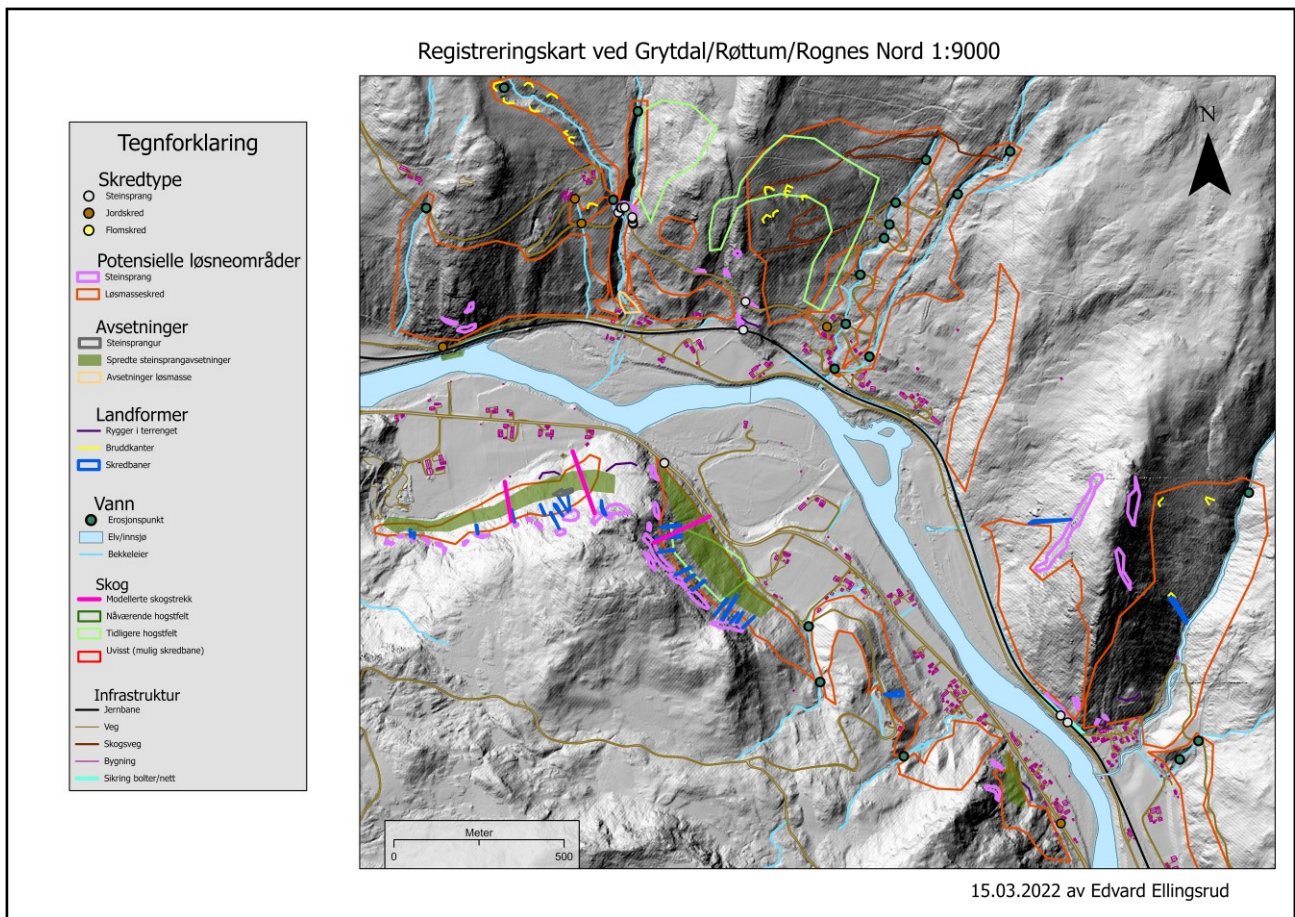 Registreringskart ved Grytdal/Røttum/Rognes Nord 1:9000
Tegnforklaring
Skredtype
Steinsprang
Jordskred
Flomskred
Potensielle løsneområder
Steinsprang
Løsmasseskred
Avsetninger
Steinsprangur
Spredte steinsprangavsetninger
Avsetninger løsmasse
Landformer
Rygger i terrenget
Bruddkanter
Skredbaner
Vann
Erosjonspunkt
Elv/innsjø
Bekkeleier
Skog
Modellerte skogstrekk
Nåværende hogstfelt
Tidligere hogstfelt
Uvisst (mulig skredbane)
Infrastruktur
Jernbane
Veg
Skogsveg
Bygning
Sikring bolter/nett
N
Meter
0 500
15.03.2022 av Edvard Ellingsrud